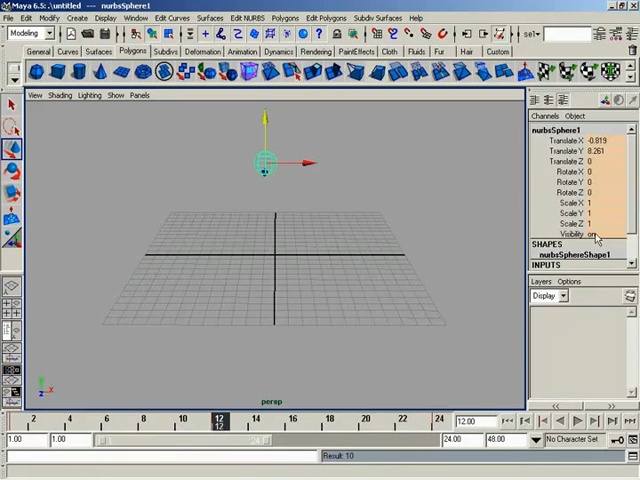 Maya 6.5: .\untitled --- nurbsSphere1
File Edit Modify Create Display Window Edit Curves Surfaces Edit NURBS Polygons Edit Polygons Subdiv Surfaces Help
Modeling
sel
General Curves Surfaces Polygons Subdivs Deformation Animation Dynamics Rendering PaintEffects Cloth Fluids Fur Hair Custom
View Shading Lighting Show Panels
Channels Object
nurbsSphere1
Translate X -0.819
Translate Y 8.261
Translate Z 0
Rotate X 0
Rotate Y 0
Rotate Z 0
Scale X 1
Scale Y 1
Scale Z 1
Visibility on
SHAPES
nurbsSphereShape1
INPUTS
Layers Options
Display
Y
X
Z
persp
2 4 6 8 10 12 14 16 18 20 22 24
12
12.00
1.00 1.00 24.00 48.00 No Character Set
Result: 10